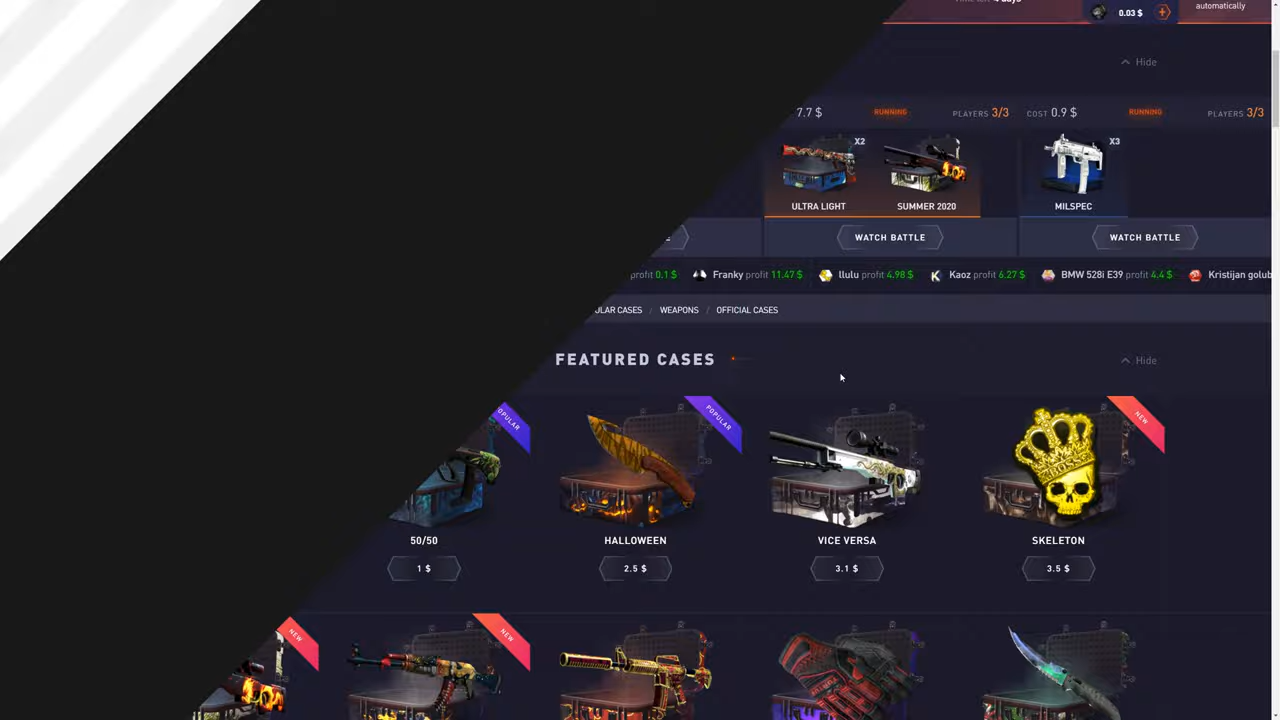 automatically
0.03 $
Hide
7.7 $
RUNNING
PLAYERS 3/3
COST 0.9 $
RUNNING
PLAYERS 3/3
X2
X3
ULTRA LIGHT
SUMMER 2020
MILSPEC
WATCH BATTLE
WATCH BATTLE
profit 0.1 $
Franky profit 11.47 $
llulu profit 4.98 $
Kaoz profit 6.27 $
BMW 528i E39 profit 4.4 $
Kristijan golub
ULAR CASES / WEAPONS / OFFICIAL CASES
FEATURED CASES
Hide
OPULAR
POPULAR
NEW
50/50
HALLOWEEN
VICE VERSA
SKELETON
1 $
2.5 $
3.1 $
3.5 $
NEW
NEW